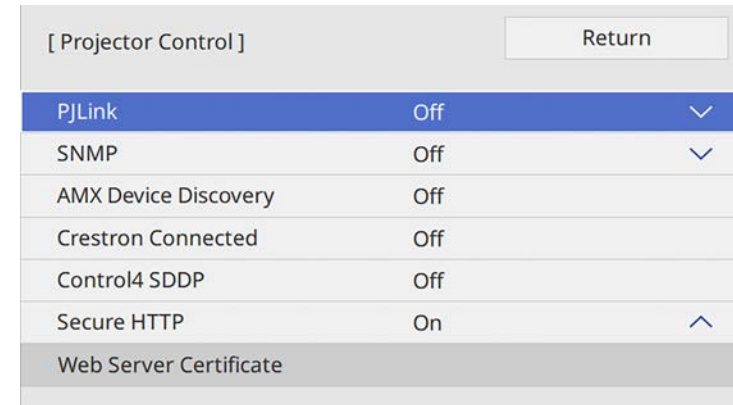 [ Projector Control ] Return
PJLink Off
SNMP Off
AMX Device Discovery Off
Crestron Connected Off
Control4 SDDP Off
Secure HTTP On
Web Server Certificate